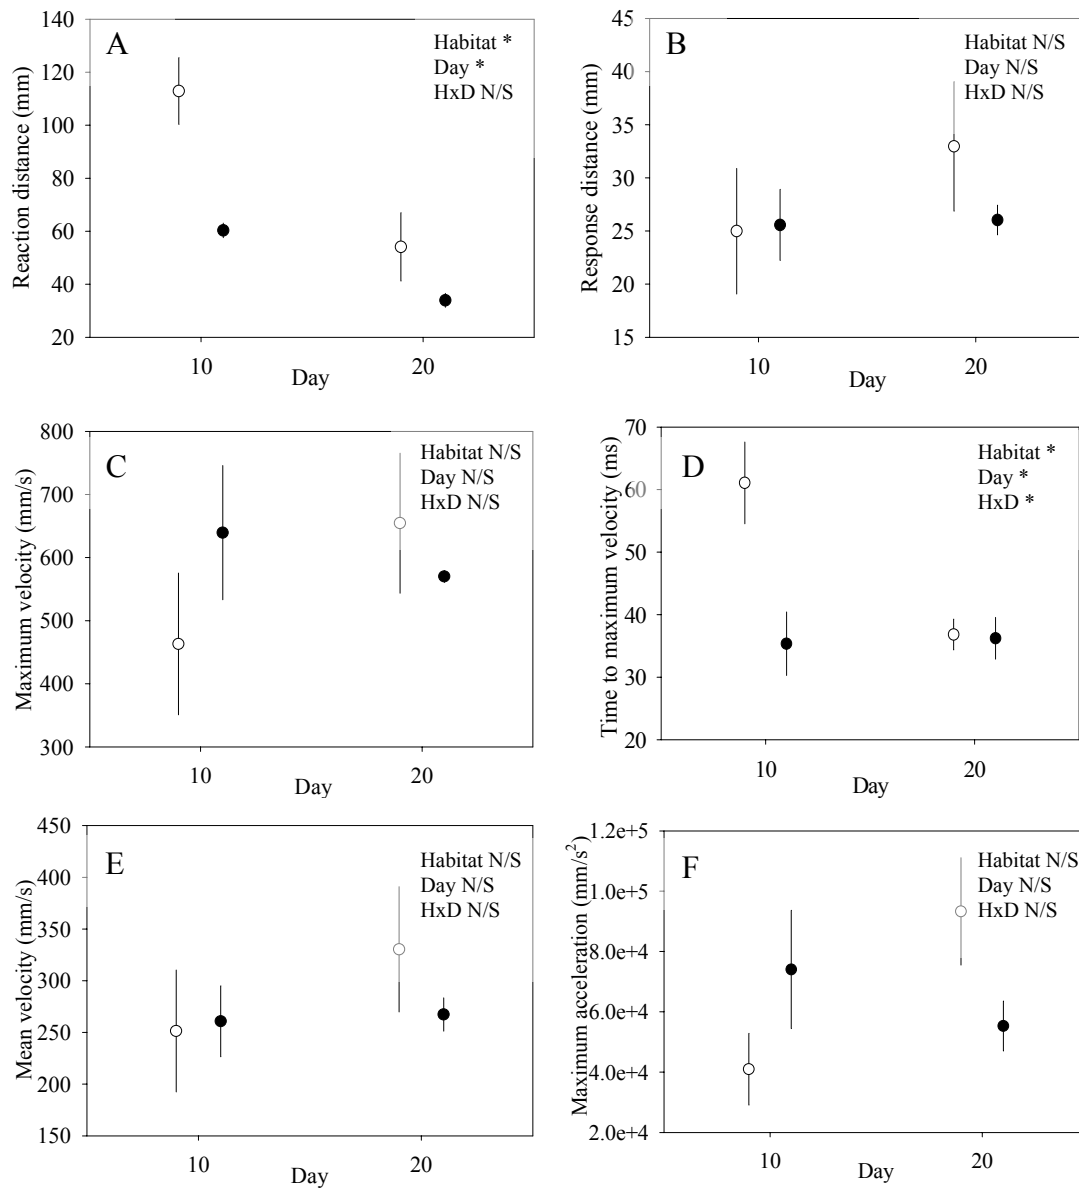 A
Habitat *
Day *
HxD N/S
Reaction distance (mm)
140
120
100
80
60
40
20
10
20
Day
B
Habitat N/S
Day N/S
HxD N/S
Response distance (mm)
45
40
35
30
25
20
15
10
20
Day
C
Habitat N/S
Day N/S
HxD N/S
Maximum velocity (mm/s)
800
700
600
500
400
300
10
20
Day
D
Habitat *
Day *
HxD *
Time to maximum velocity (ms)
70
60
50
40
30
20
10
20
Day
E
Habitat N/S
Day N/S
HxD N/S
Mean velocity (mm/s)
450
400
350
300
250
200
150
10
20
Day
F
Habitat N/S
Day N/S
HxD N/S
Maximum acceleration (mm/s²)
1.2e+5
1.0e+5
8.0e+4
6.0e+4
4.0e+4
2.0e+4
10
20
Day